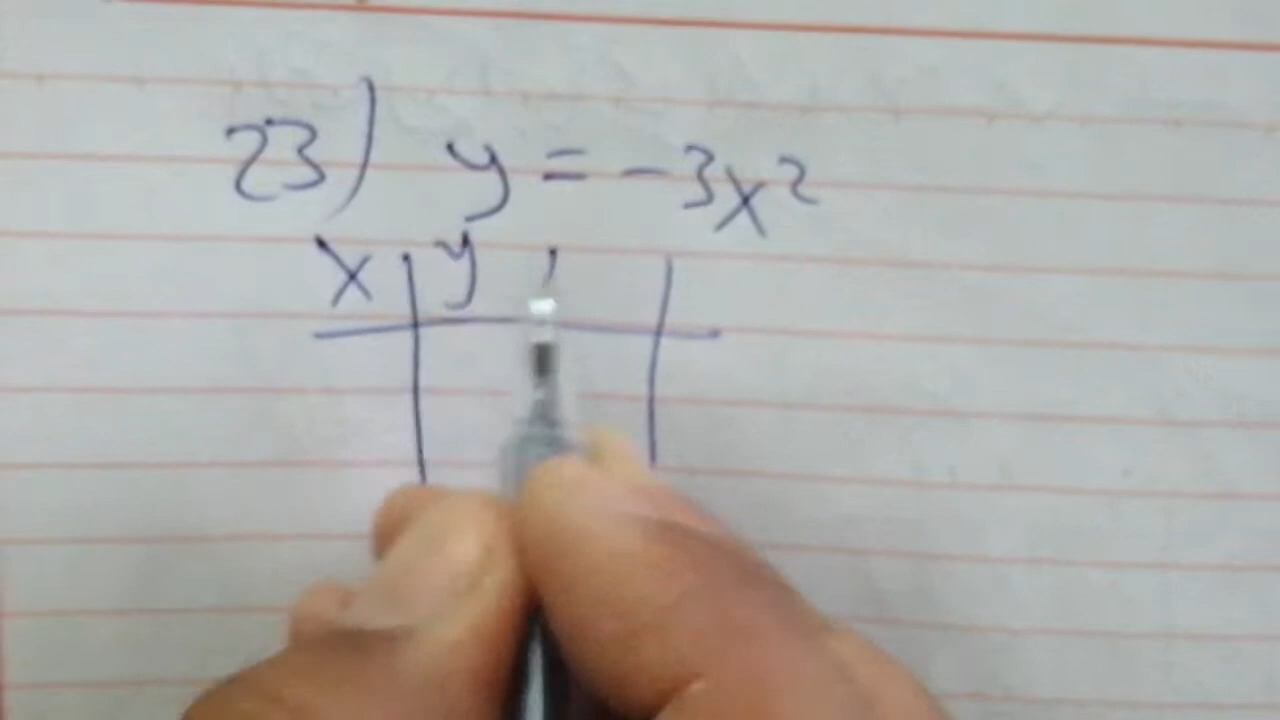 23) y = -3x²
x y